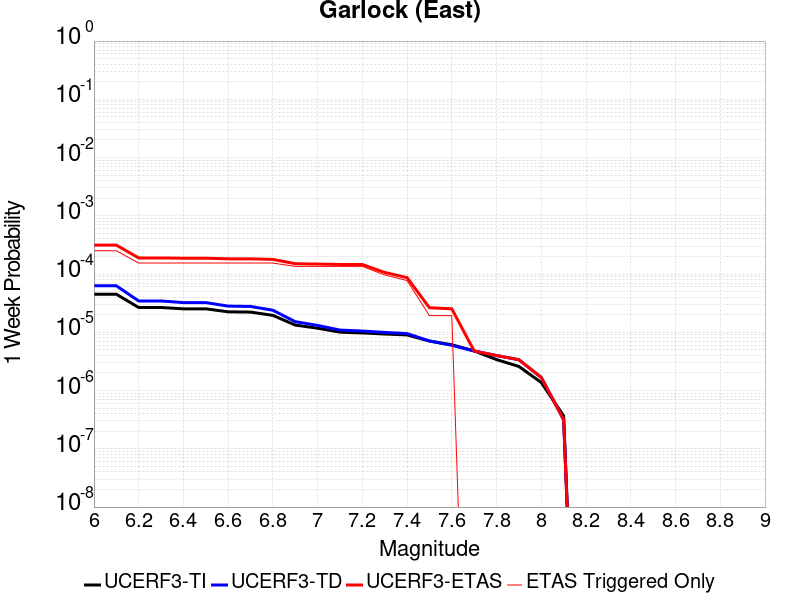 Garlock (East)
10^0
10^-1
10^-2
10^-3
10^-4
10^-5
10^-6
10^-7
10^-8
1 Week Probability
6 6.2 6.4 6.6 6.8 7 7.2 7.4 7.6 7.8 8 8.2 8.4 8.6 8.8 9
Magnitude
UCERF3-TI UCERF3-TD UCERF3-ETAS ETAS Triggered Only